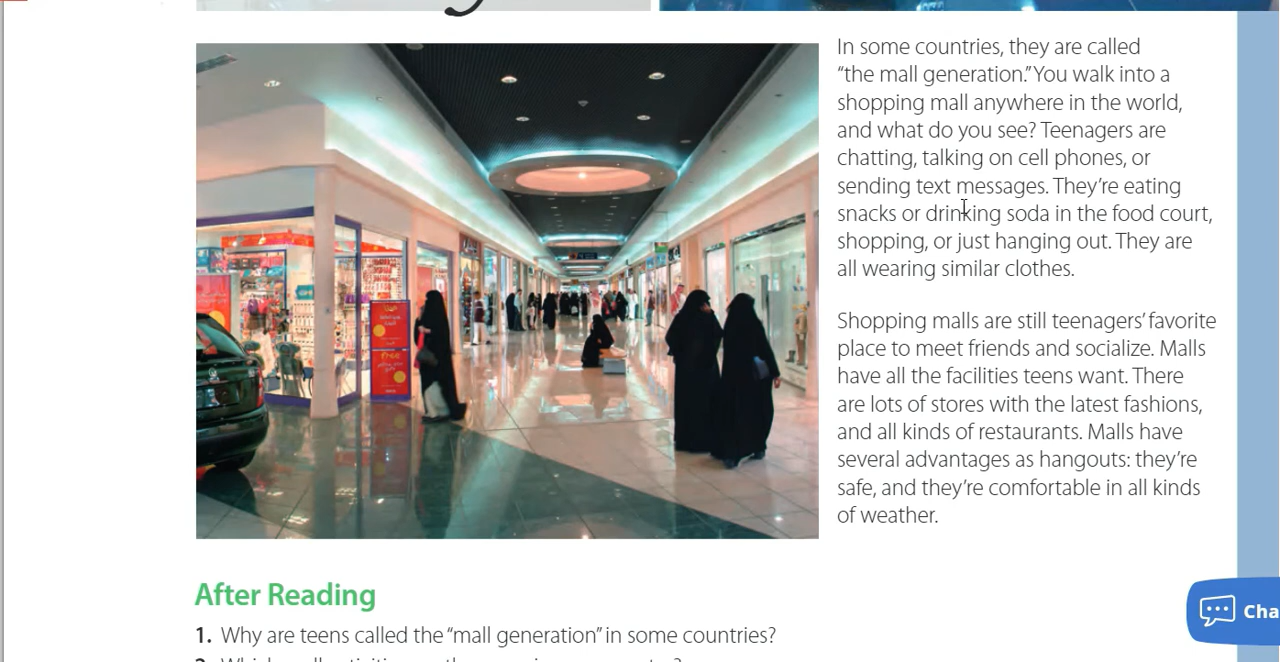 In some countries, they are called
“the mall generation.” You walk into a
shopping mall anywhere in the world,
and what do you see? Teenagers are
chatting, talking on cell phones, or
sending text messages. They’re eating
snacks or drinking soda in the food court,
shopping, or just hanging out. They are
all wearing similar clothes.
Shopping malls are still teenagers’ favorite
place to meet friends and socialize. Malls
have all the facilities teens want. There
are lots of stores with the latest fashions,
and all kinds of restaurants. Malls have
several advantages as hangouts: they’re
safe, and they’re comfortable in all kinds
of weather.
Free
After Reading
1. Why are teens called the “mall generation” in some countries?
Cha